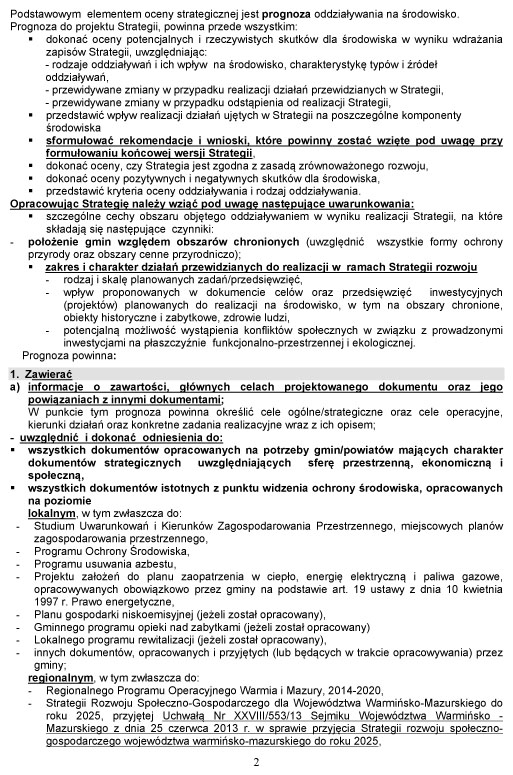 Podstawowym elementem oceny strategicznej jest prognoza oddziaływania na środowisko.
Prognoza do projektu Strategii, powinna przede wszystkim:
▪ dokonać oceny potencjalnych i rzeczywistych skutków dla środowiska w wyniku wdrażania
zapisów Strategii, uwzględniając:
- rodzaje oddziaływań i ich wpływ na środowisko, charakterystykę typów i źródeł
oddziaływań,
- przewidywane zmiany w przypadku realizacji działań przewidzianych w Strategii,
- przewidywane zmiany w przypadku odstąpienia od realizacji Strategii,
▪ przedstawić wpływ realizacji działań ujętych w Strategii na poszczególne komponenty
środowiska
▪ sformułować rekomendacje i wnioski, które powinny zostać wzięte pod uwagę przy
formułowaniu końcowej wersji Strategii,
▪ dokonać oceny, czy Strategia jest zgodna z zasadą zrównoważonego rozwoju,
▪ dokonać oceny pozytywnych i negatywnych skutków dla środowiska,
▪ przedstawić kryteria oceny oddziaływania i rodzaj oddziaływania.
Opracowując Strategię należy wziąć pod uwagę następujące uwarunkowania:
▪ szczególne cechy obszaru objętego oddziaływaniem w wyniku realizacji Strategii, na które
składają się następujące czynniki:
- położenie gmin względem obszarów chronionych (uwzględnić wszystkie formy ochrony
przyrody oraz obszary cenne przyrodniczo);
▪ zakres i charakter działań przewidzianych do realizacji w ramach Strategii rozwoju
- rodzaj i skalę planowanych zadań/przedsięwzięć,
- wpływ proponowanych w dokumencie celów oraz przedsięwzięć inwestycyjnych
(projektów) planowanych do realizacji na środowisko, w tym na obszary chronione,
obiekty historyczne i zabytkowe, zdrowie ludzi,
- potencjalną możliwość wystąpienia konfliktów społecznych w związku z prowadzonymi
inwestycjami na płaszczyźnie funkcjonalno-przestrzennej i ekologicznej.
Prognoza powinna:
1. Zawierać
a) informacje o zawartości, głównych celach projektowanego dokumentu oraz jego
powiązaniach z innymi dokumentami;
W punkcie tym prognoza powinna określić cele ogólne/strategiczne oraz cele operacyjne,
kierunki działań oraz konkretne zadania realizacyjne wraz z ich opisem;
- uwzględnić i dokonać odniesienia do:
▪ wszystkich dokumentów opracowanych na potrzeby gmin/powiatów mających charakter
dokumentów strategicznych uwzględniających sferę przestrzenną, ekonomiczną i
społeczną,
▪ wszystkich dokumentów istotnych z punktu widzenia ochrony środowiska, opracowanych
na poziomie
lokalnym, w tym zwłaszcza do:
- Studium Uwarunkowań i Kierunków Zagospodarowania Przestrzennego, miejscowych planów
zagospodarowania przestrzennego,
- Programu Ochrony Środowiska,
- Programu usuwania azbestu,
- Projektu założeń do planu zaopatrzenia w ciepło, energię elektryczną i paliwa gazowe,
opracowywanych obowiązkowo przez gminy na podstawie art. 19 ustawy z dnia 10 kwietnia
1997 r. Prawo energetyczne,
- Planu gospodarki niskoemisyjnej (jeżeli został opracowany),
- Gminnego programu opieki nad zabytkami (jeżeli został opracowany)
- Lokalnego programu rewitalizacji (jeżeli został opracowany),
- innych dokumentów, opracowanych i przyjętych (lub będących w trakcie opracowywania) przez
gminy;
regionalnym, w tym zwłaszcza do:
- Regionalnego Programu Operacyjnego Warmia i Mazury, 2014-2020,
- Strategii Rozwoju Społeczno-Gospodarczego dla Województwa Warmińsko-Mazurskiego do
roku 2025, przyjętej Uchwałą Nr XXVIII/553/13 Sejmiku Województwa Warmińsko -
Mazurskiego z dnia 25 czerwca 2013 r. w sprawie przyjęcia Strategii rozwoju społeczno-
gospodarczego województwa warmińsko-mazurskiego do roku 2025,
2